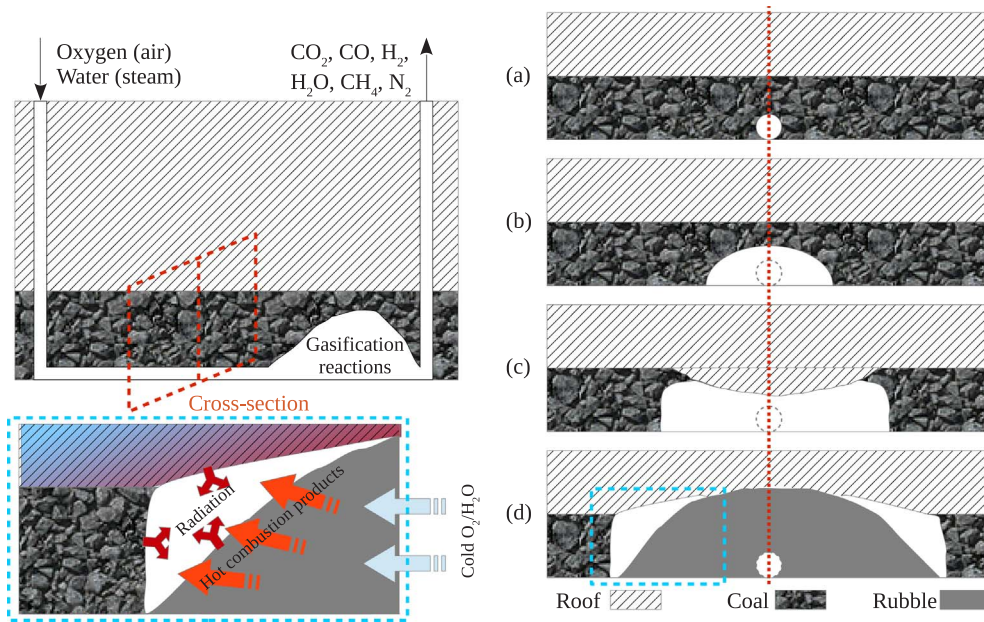 Oxygen (air)
Water (steam)
CO₂, CO, H₂,
H₂O, CH₄, N₂
Gasification
reactions
Cross-section
Radiation
Hot combustion products
Cold O₂/H₂O
(a)
(b)
(c)
(d)
Roof
Coal
Rubble